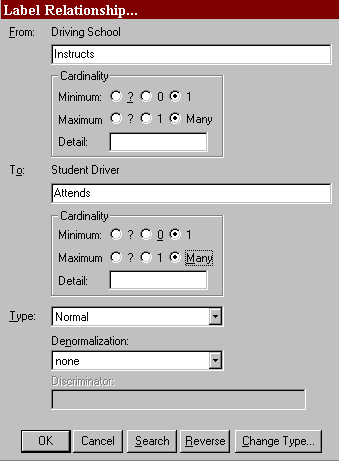 Label Relationship...
From: Driving School
Instructs
Cardinality
Minimum: ? 0 1
Maximum ? 1 Many
Detail:
To: Student Driver
Attends
Cardinality
Minimum: ? 0 1
Maximum ? 1 Many
Detail:
Type: Normal
Denormalization:
none
Discriminator:
OK Cancel Search Reverse Change Type...